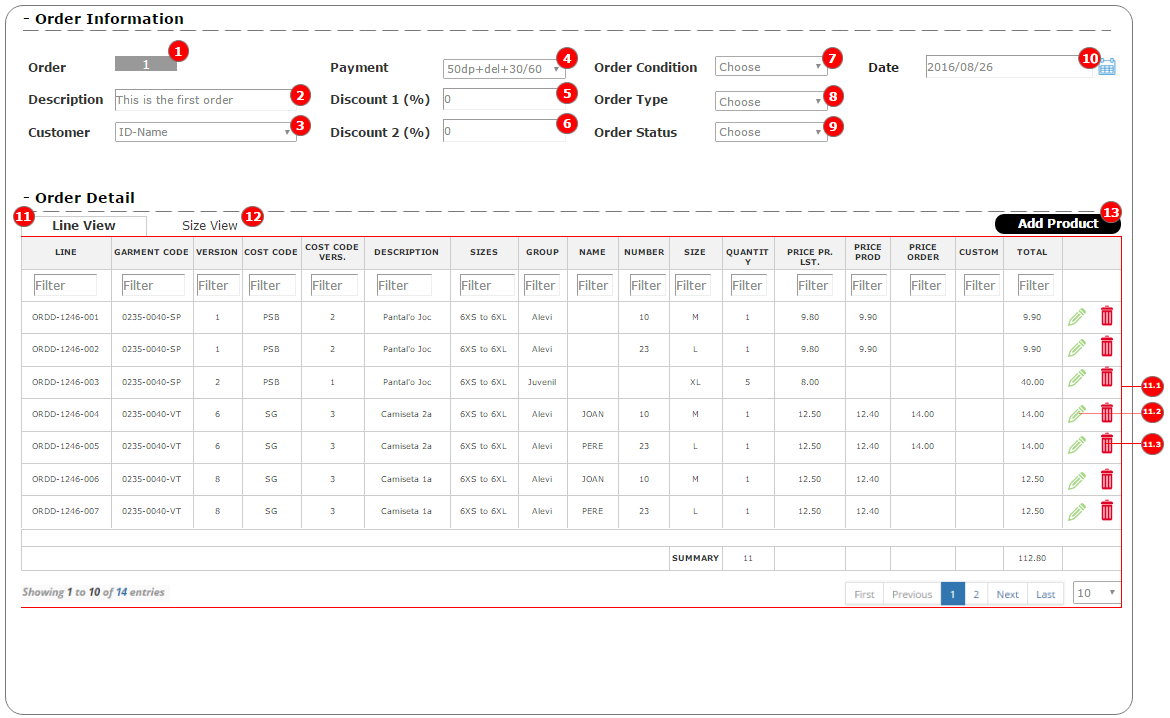 - Order Information
Order 1 1
Payment 50dp+del+30/60 4
Order Condition Choose 7
Date 2016/08/26 10
Description This is the first order 2
Discount 1 (%) 0 5
Order Type Choose 8
Customer ID-Name 3
Discount 2 (%) 0 6
Order Status Choose 9
- Order Detail
11 Line View Size View 12 Add Product 13
LINE GARMENT CODE VERSION COST CODE COST CODE VERS. DESCRIPTION SIZES GROUP NAME NUMBER SIZE QUANTITY PRICE PR. LST. PRICE PROD PRICE ORDER CUSTOM TOTAL
Filter Filter Filter Filter Filter Filter Filter Filter Filter Filter Filter Filter Filter Filter Filter Filter Filter
ORDD-1246-001 0235-0040-SP 1 PSB 2 Pantal'o Joc 6XS to 6XL Alevi 10 M 1 9.80 9.90 9.90
ORDD-1246-002 0235-0040-SP 1 PSB 2 Pantal'o Joc 6XS to 6XL Alevi 23 L 1 9.80 9.90 9.90
ORDD-1246-003 0235-0040-SP 2 PSB 1 Pantal'o Joc 6XS to 6XL Juvenil XL 5 8.00 40.00 11.1
ORDD-1246-004 0235-0040-VT 6 SG 3 Camiseta 2a 6XS to 6XL Alevi JOAN 10 M 1 12.50 12.40 14.00 14.00 11.2
ORDD-1246-005 0235-0040-VT 6 SG 3 Camiseta 2a 6XS to 6XL Alevi PERE 23 L 1 12.50 12.40 14.00 14.00 11.3
ORDD-1246-006 0235-0040-VT 8 SG 3 Camiseta 1a 6XS to 6XL Alevi JOAN 10 M 1 12.50 12.40 12.50
ORDD-1246-007 0235-0040-VT 8 SG 3 Camiseta 1a 6XS to 6XL Alevi PERE 23 L 1 12.50 12.40 12.50
SUMMARY 11 112.80
Showing 1 to 10 of 14 entries First Previous 1 2 Next Last 10